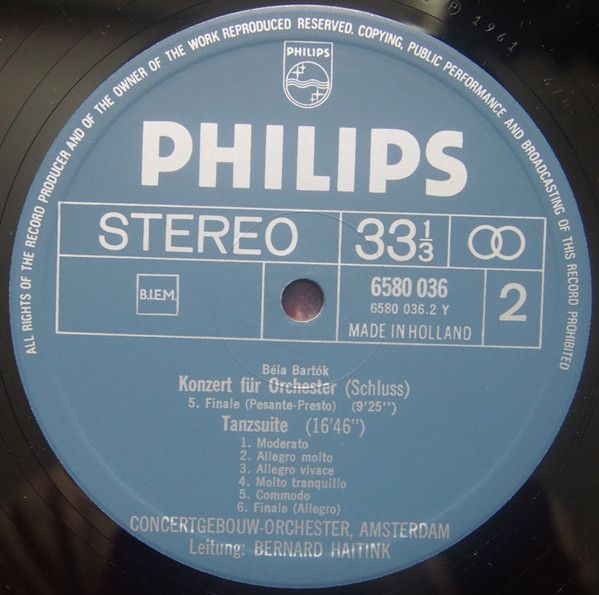 ALL RIGHTS OF THE RECORD PRODUCER AND OF THE OWNER OF THE WORK REPRODUCED RESERVED. COPYING, PUBLIC PERFORMANCE AND BROADCASTING OF THIS RECORD PROHIBITED
℗ 1961
PHILIPS
PHILIPS
STEREO
33⅓
B.I.E.M.
6580 036
6580 036.2 Y
2
MADE IN HOLLAND
Béla Bartók
Konzert für Orchester (Schluss)
5. Finale (Pesante-Presto) (9'25")
Tanzsuite (16'46")
1. Moderato
2. Allegro molto
3. Allegro vivace
4. Molto tranquillo
5. Commodo
6. Finale (Allegro)
CONCERTGEBOUW-ORCHESTER, AMSTERDAM
Leitung: BERNARD HAITINK